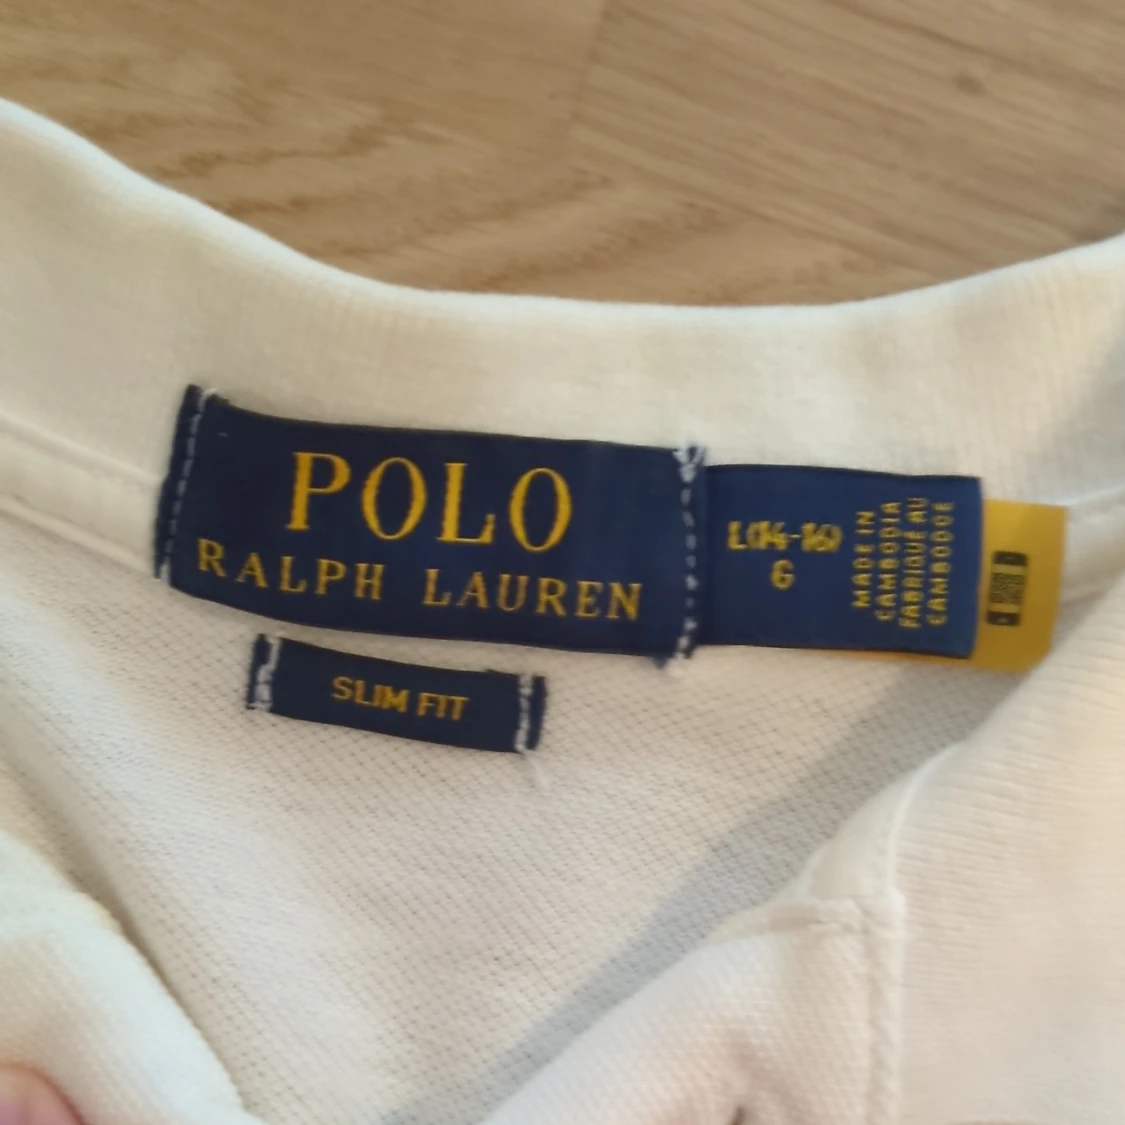 POLO
RALPH LAUREN
SLIM FIT
L(14-16)
G
MADE IN
CAMBODIA
FABRIQUÉ AU
CAMBODGE